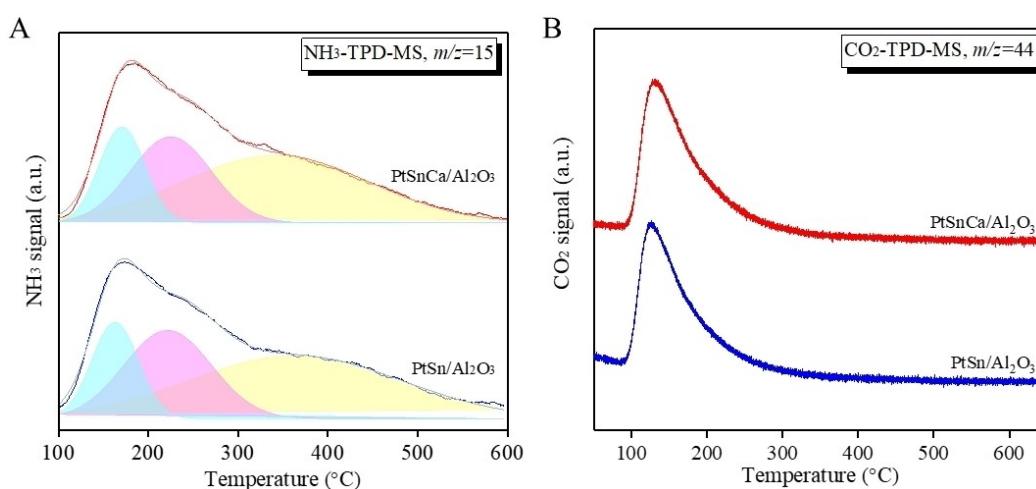 A
NH3-TPD-MS, m/z=15
NH3 signal (a.u.)
PtSnCa/Al2O3
PtSn/Al2O3
100 200 300 400 500 600
Temperature (°C)
B
CO2-TPD-MS, m/z=44
CO2 signal (a.u.)
PtSnCa/Al2O3
PtSn/Al2O3
100 200 300 400 500 600
Temperature (°C)